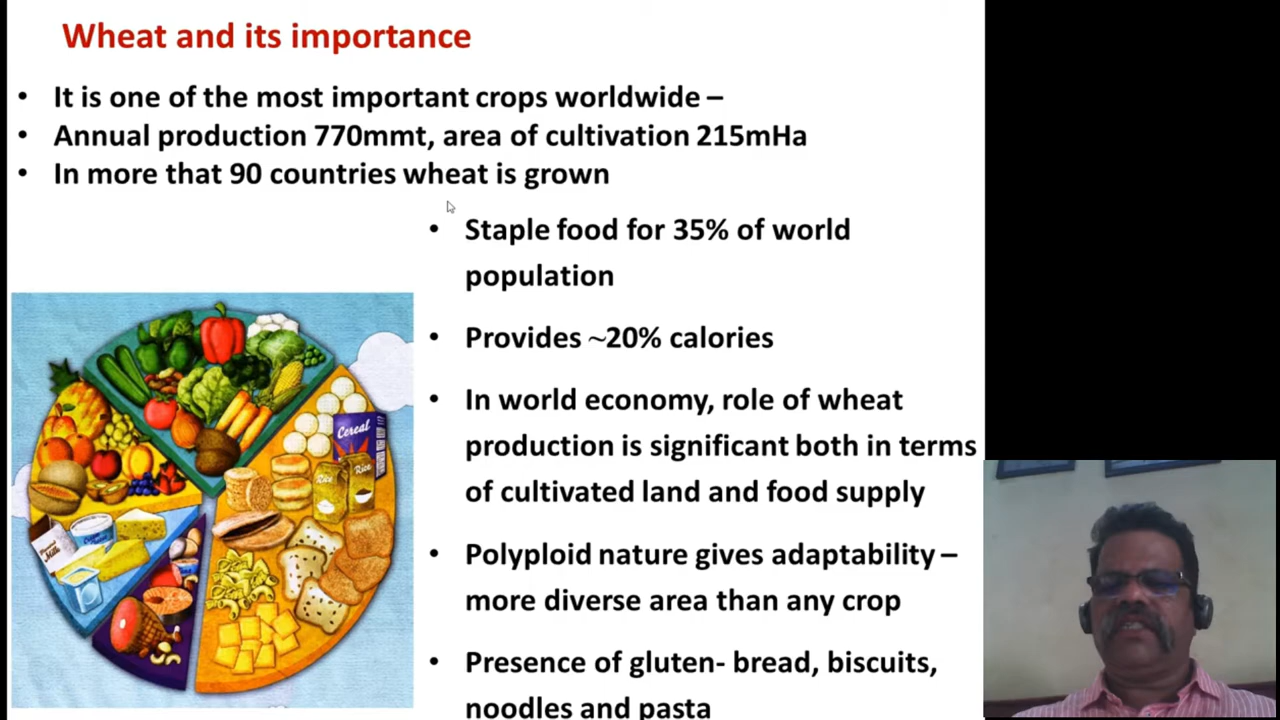 Wheat and its importance
• It is one of the most important crops worldwide –
• Annual production 770mmt, area of cultivation 215mHa
• In more that 90 countries wheat is grown
• Staple food for 35% of world
population
• Provides ~20% calories
• In world economy, role of wheat
production is significant both in terms
of cultivated land and food supply
• Polyploid nature gives adaptability –
more diverse area than any crop
• Presence of gluten- bread, biscuits,
noodles and pasta
Cereal
Rice
Rice
Milk